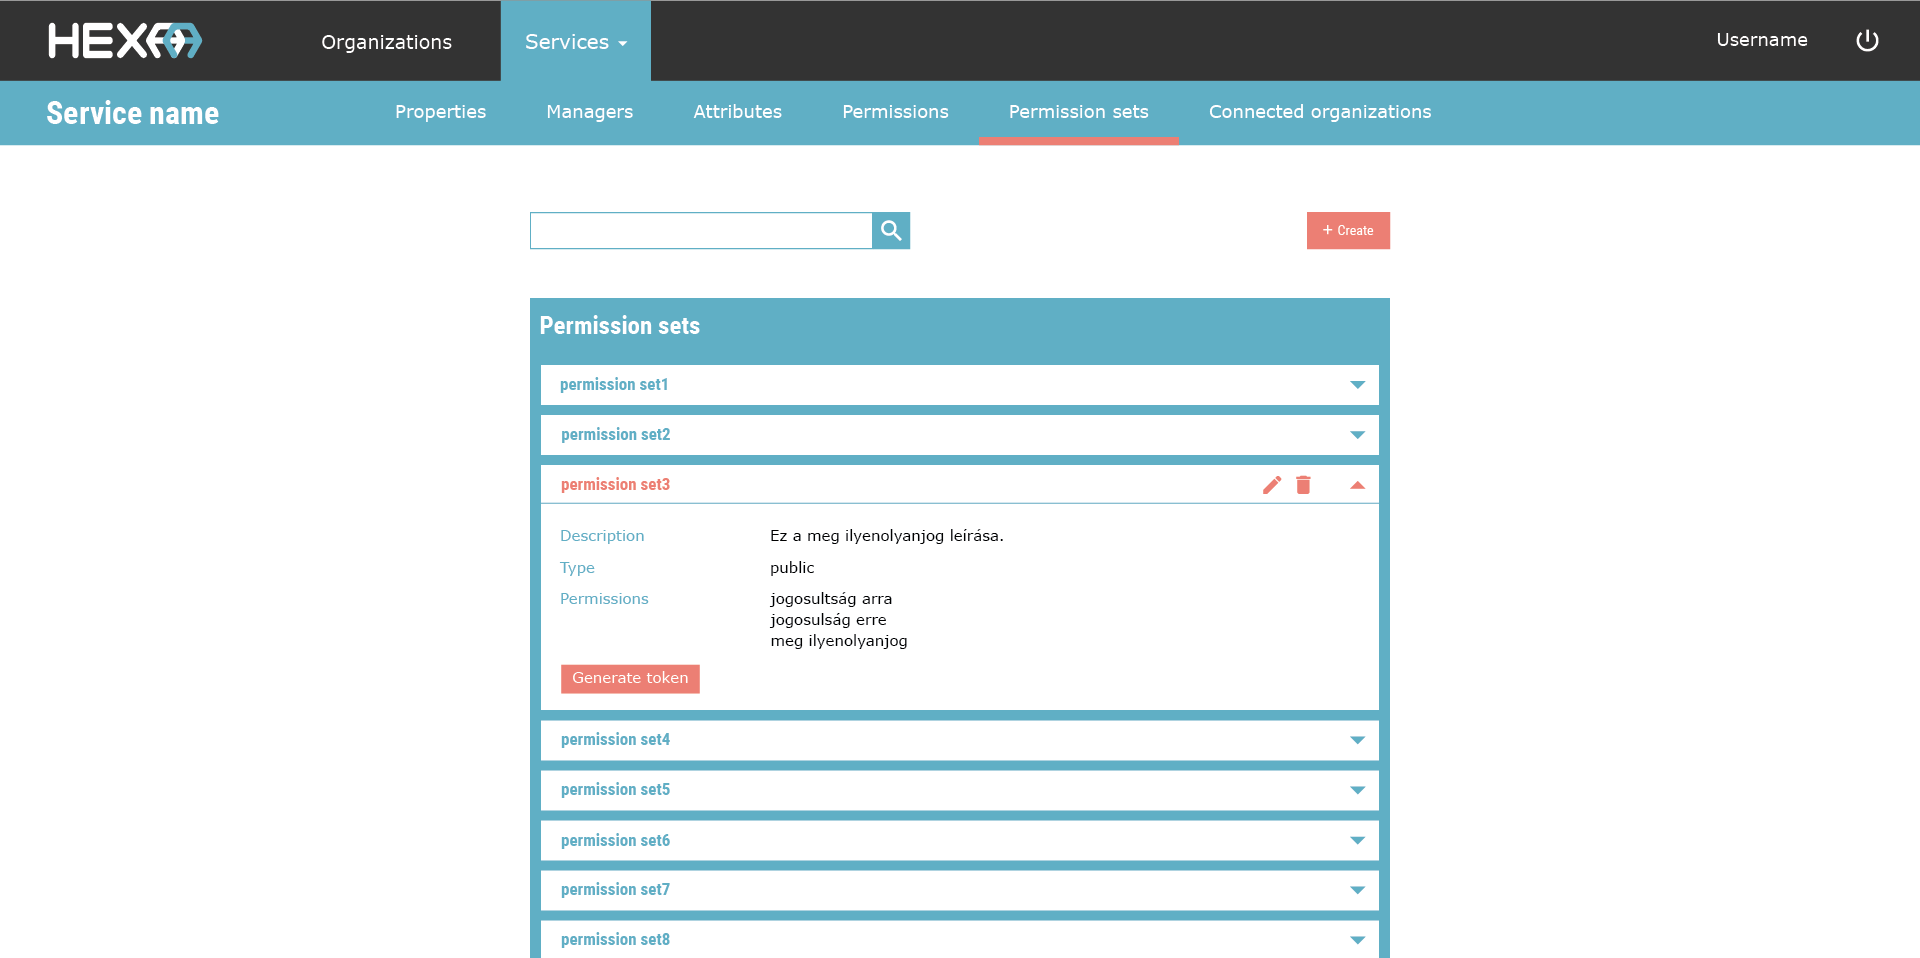 HEXAA
Organizations
Services
Username
Service name
Properties
Managers
Attributes
Permissions
Permission sets
Connected organizations
+ Create
Permission sets
permission set1
permission set2
permission set3
Description Ez a meg ilyenolyanjog leírása.
Type public
Permissions jogosultság arra
jogosulság erre
meg ilyenolyanjog
Generate token
permission set4
permission set5
permission set6
permission set7
permission set8